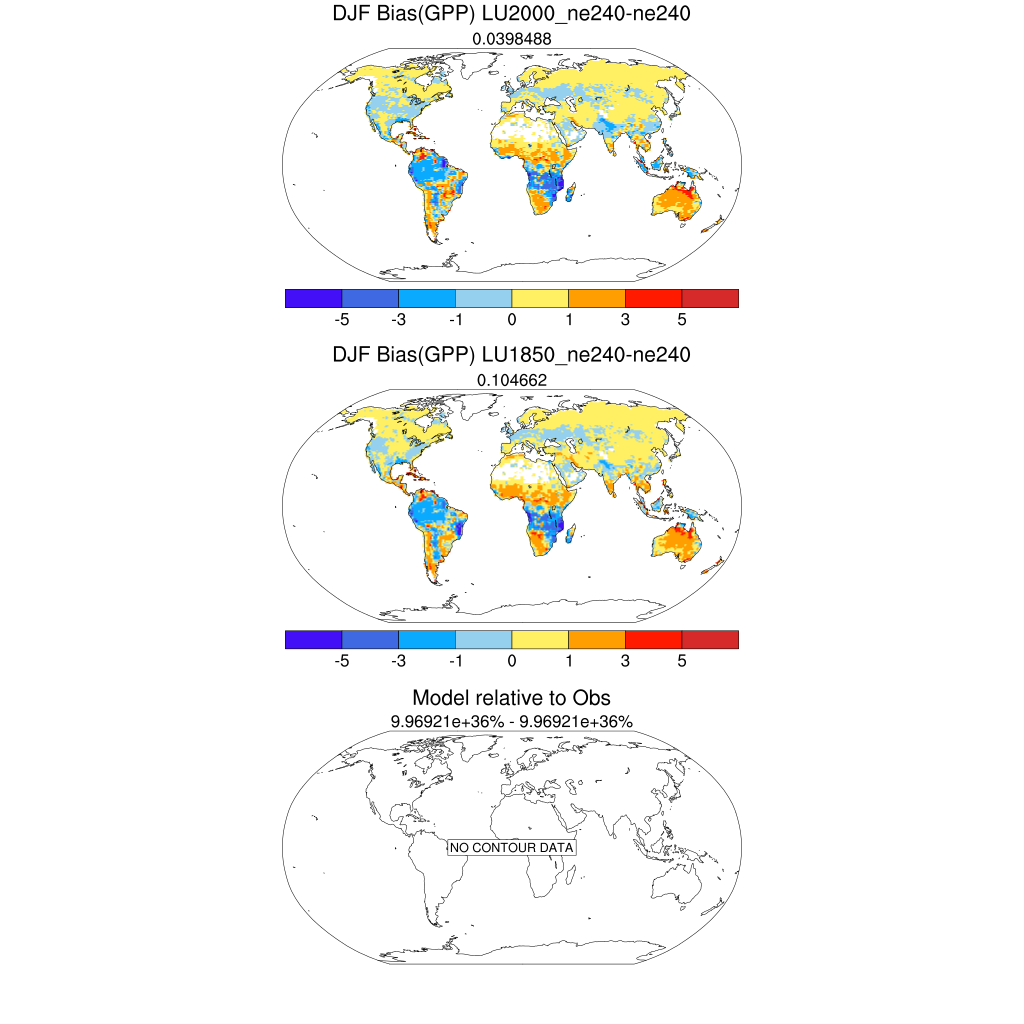 DJF Bias(GPP) LU2000_ne240-ne240
0.0398488
-5 -3 -1 0 1 3 5
DJF Bias(GPP) LU1850_ne240-ne240
0.104662
-5 -3 -1 0 1 3 5
Model relative to Obs
9.96921e+36% - 9.96921e+36%
NO CONTOUR DATA